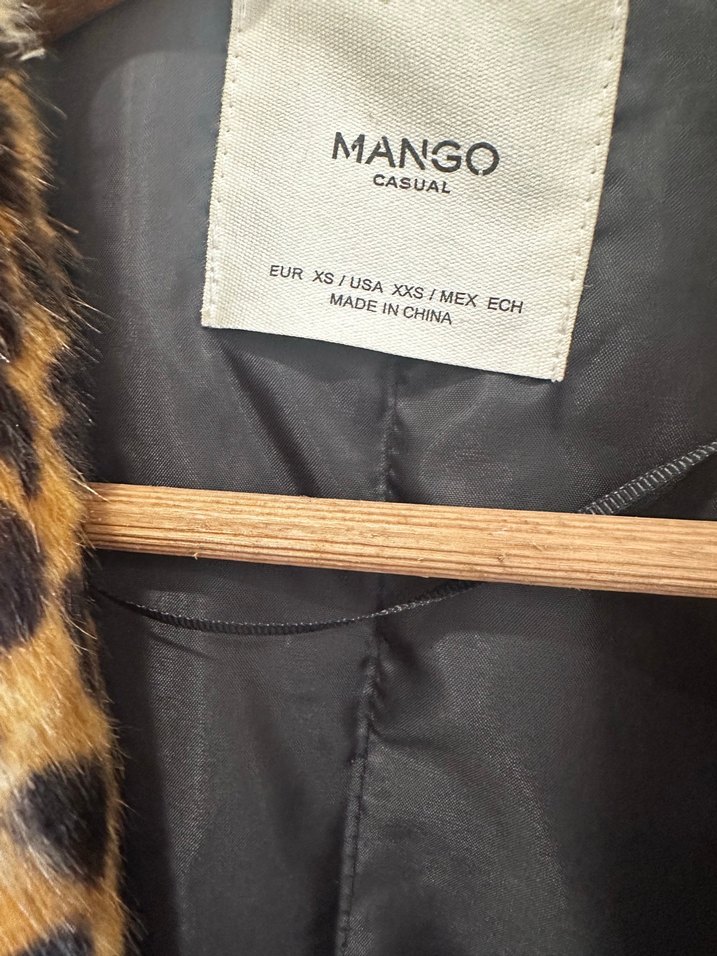 MANGO
CASUAL
EUR XS / USA XXS / MEX ECH
MADE IN CHINA